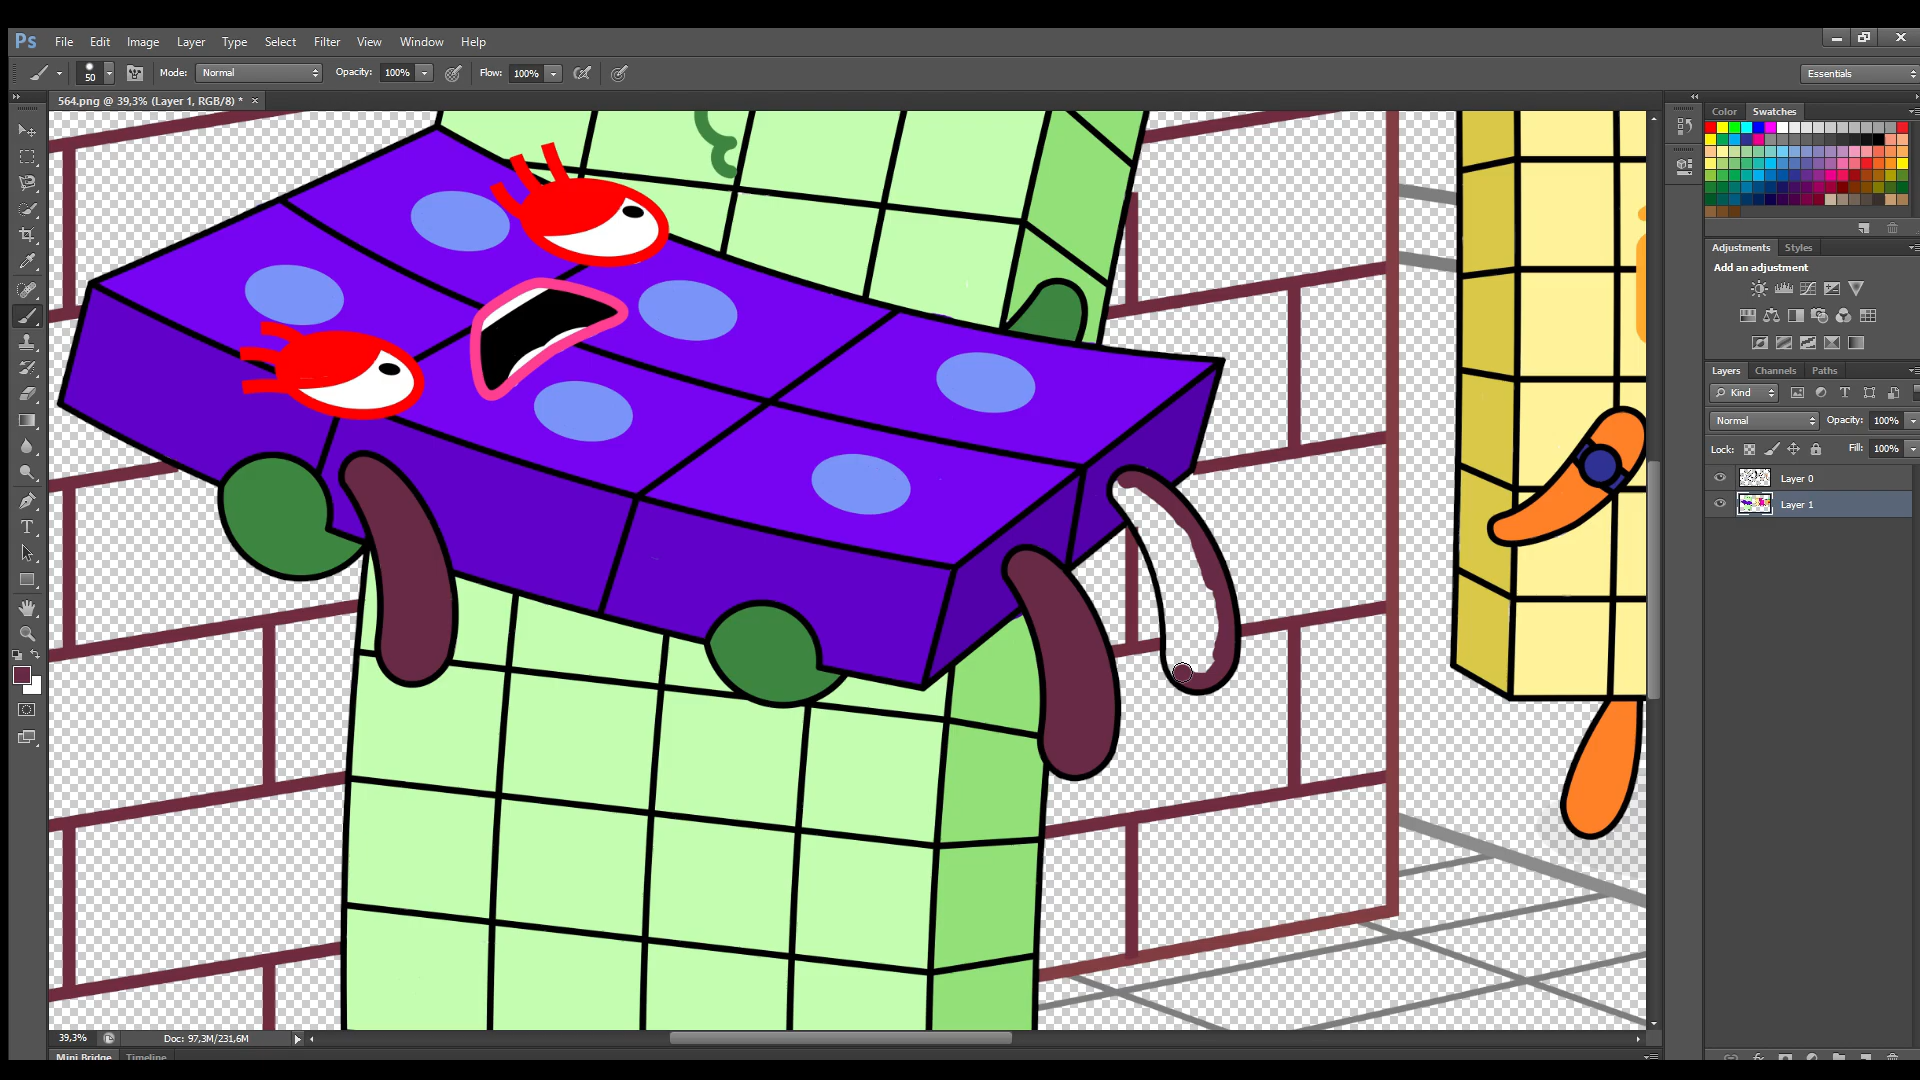 Ps File Edit Image Layer Type Select Filter View Window Help
50 Mode: Normal Opacity: 100% Flow: 100% Essentials
564.png @ 39,3% (Layer 1, RGB/8) * ×
Color Swatches
Adjustments Styles
Add an adjustment
Layers Channels Paths
Kind T
Normal Opacity: 100%
Lock: Fill: 100%
Layer 0
Layer 1
T
39,3% Doc: 97,3M/231,6M
Mini Bridge Timeline